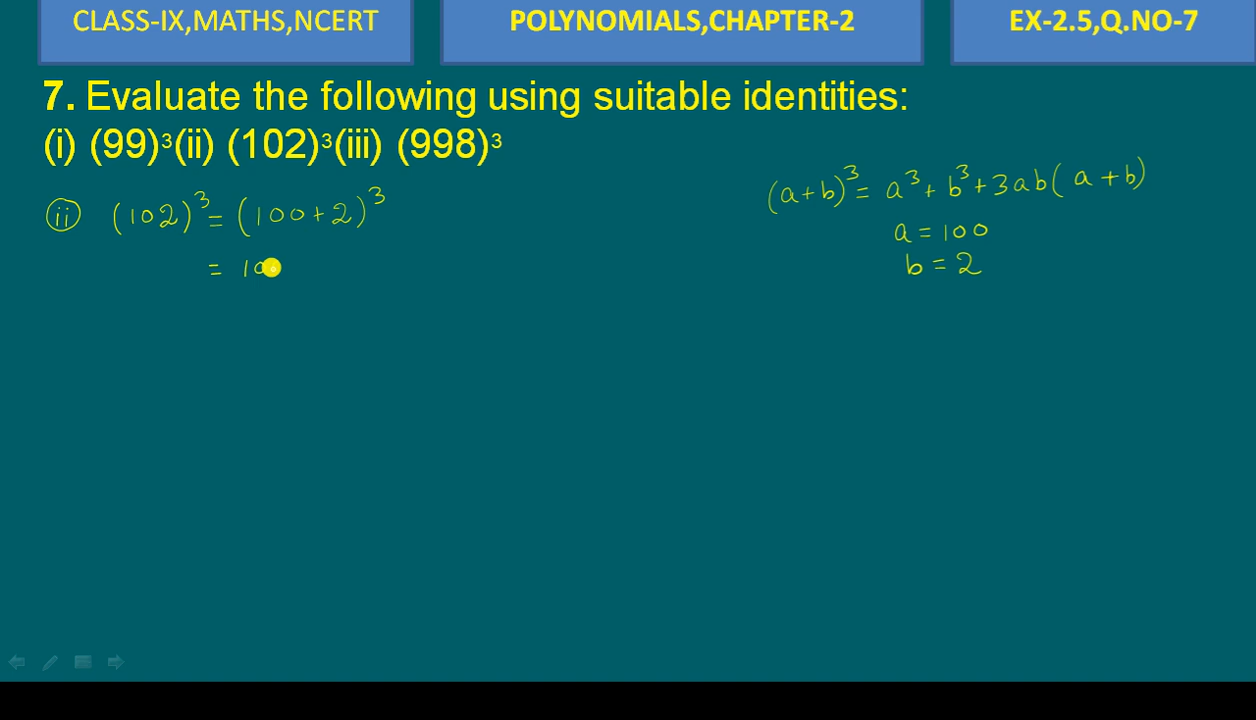 CLASS-IX,MATHS,NCERT
POLYNOMIALS,CHAPTER-2
EX-2.5,Q.NO-7
7. Evaluate the following using suitable identities:
(i) (99)³(ii) (102)³(iii) (998)³
(a+b)³ = a³ + b³ + 3ab(a+b)
(ii) (102)³ = (100+2)³
a = 100
b = 2
= 10